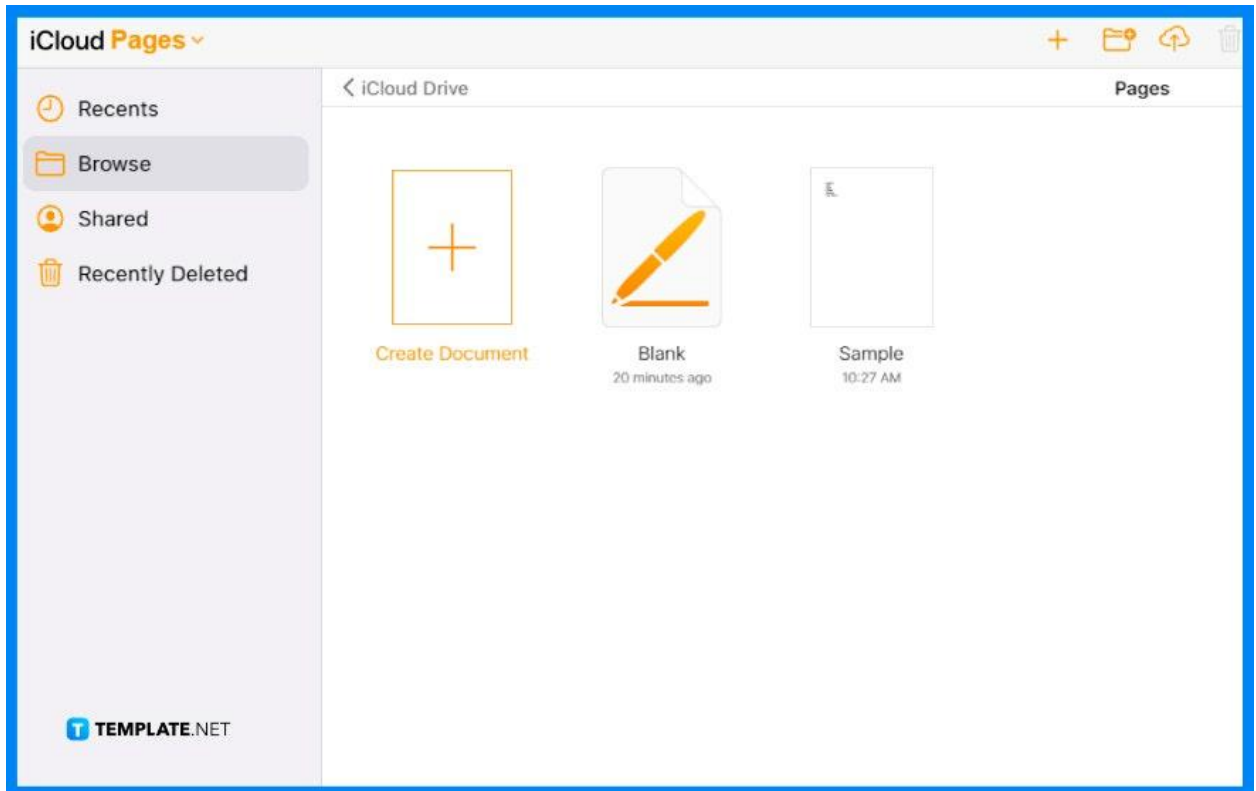 iCloud Pages
iCloud Drive
Pages
Recents
Browse
Shared
Recently Deleted
Create Document
Blank
20 minutes ago
Sample
10:27 AM
T TEMPLATE.NET